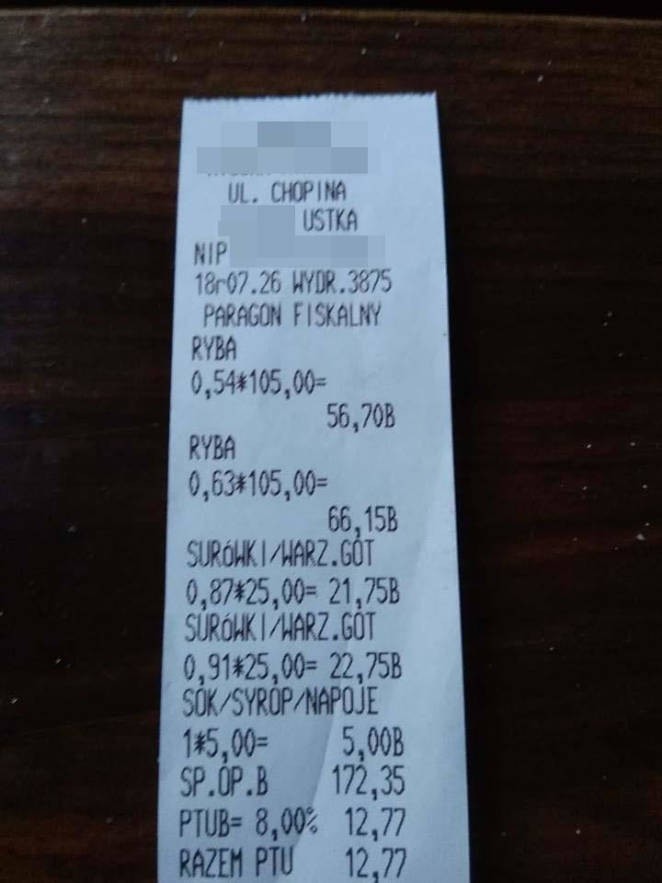 UL. CHOPINA
USTKA
NIP
18r07.26 WYDR.3875
PARAGON FISKALNY
RYBA
0,54*105,00=
56,70B
RYBA
0,63*105,00=
66,15B
SURÓWKI/WARZ.GOT
0,87*25,00= 21,75B
SURÓWKI/WARZ.GOT
0,91*25,00= 22,75B
SOK/SYROP/NAPOJE
1*5,00= 5,00B
SP.OP.B 172,35
PTUB= 8,00% 12,77
RAZEM PTU 12,77